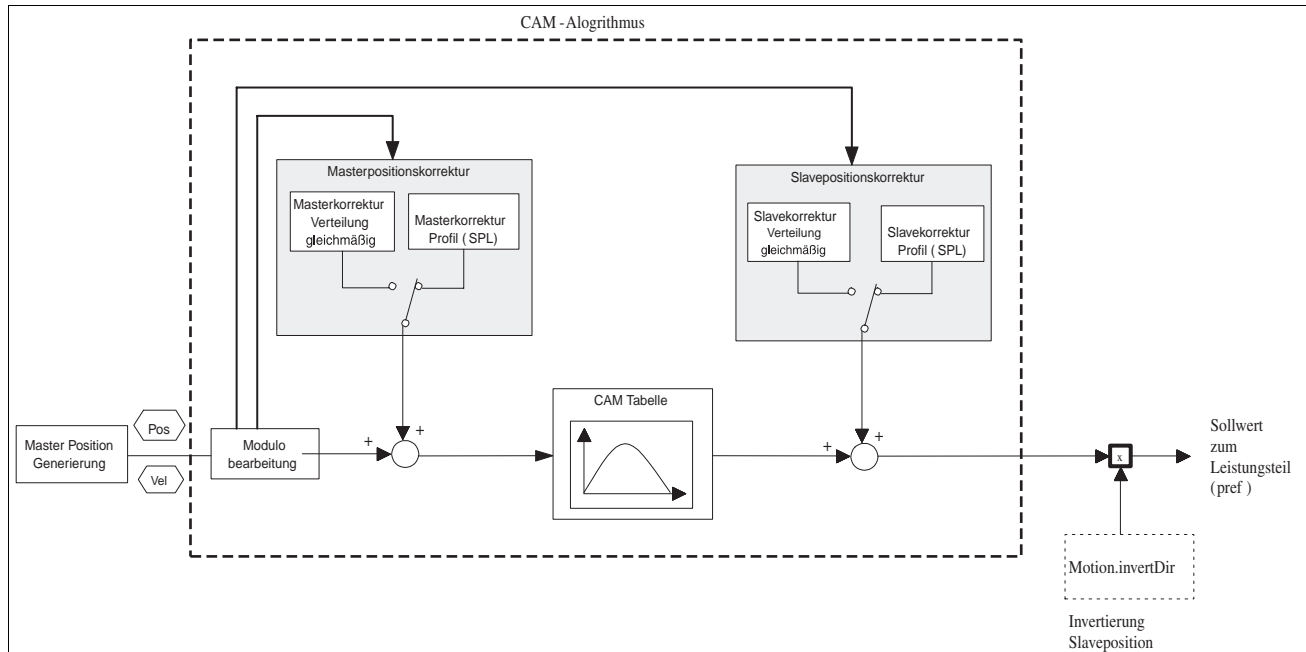 CAM -Alogrithmus
Masterpositionskorrektur
Masterkorrektur
Verteilung
gleichmäßig
Masterkorrektur
Profil ( SPL)
Slavepositionskorrektur
Slavekorrektur
Verteilung
gleichmäßig
Slavekorrektur
Profil ( SPL)
Master Position
Generierung
Pos
Vel
Modulo
bearbeitung
+
+
CAM Tabelle
+
+
x
Sollwert
zum
Leistungsteil
(pref )
Motion.invertDir
Invertierung
Slaveposition